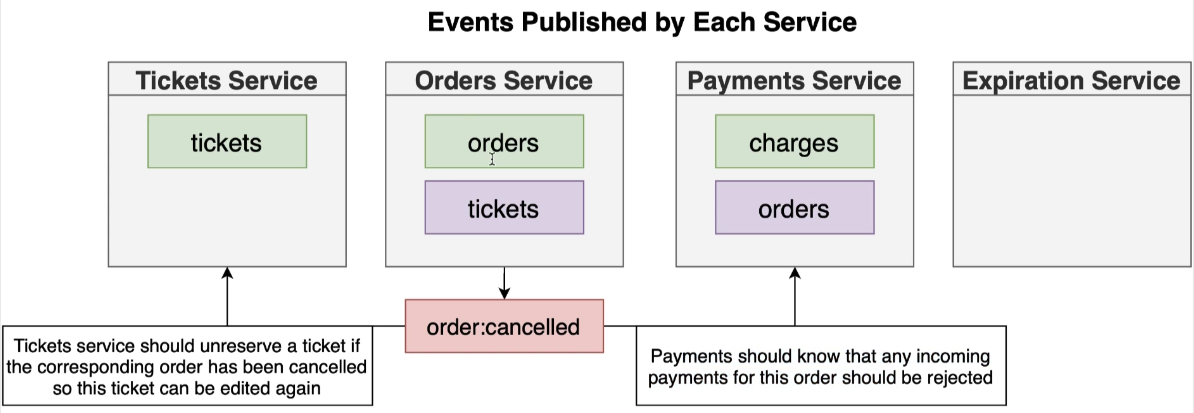 Events Published by Each Service
Tickets Service
tickets
Orders Service
orders
tickets
Payments Service
charges
orders
Expiration Service
order:cancelled
Tickets service should unreserve a ticket if
the corresponding order has been cancelled
so this ticket can be edited again
Payments should know that any incoming
payments for this order should be rejected